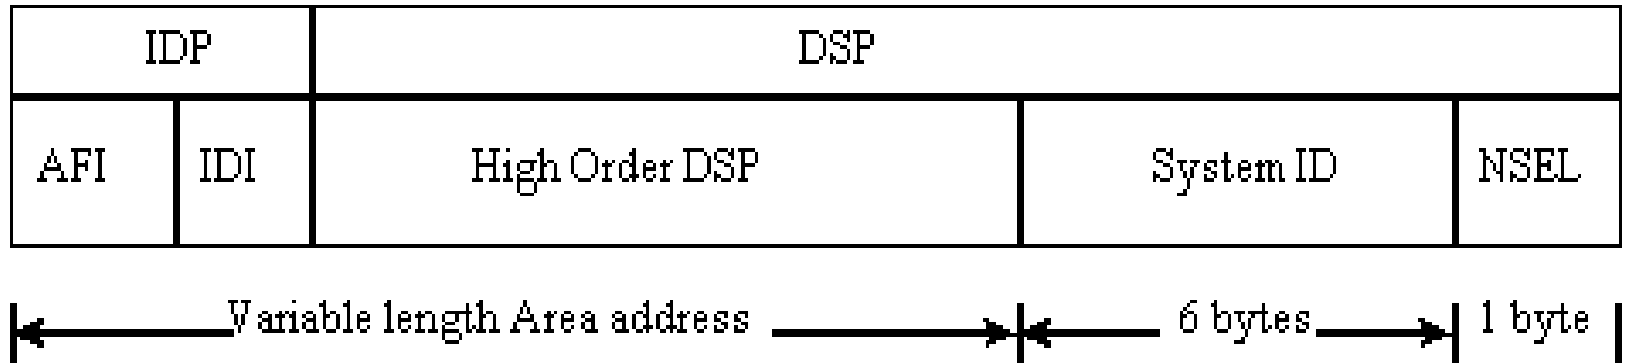 IDP DSP
AFI IDI High Order DSP System ID NSEL
Variable length Area address 6 bytes 1 byte